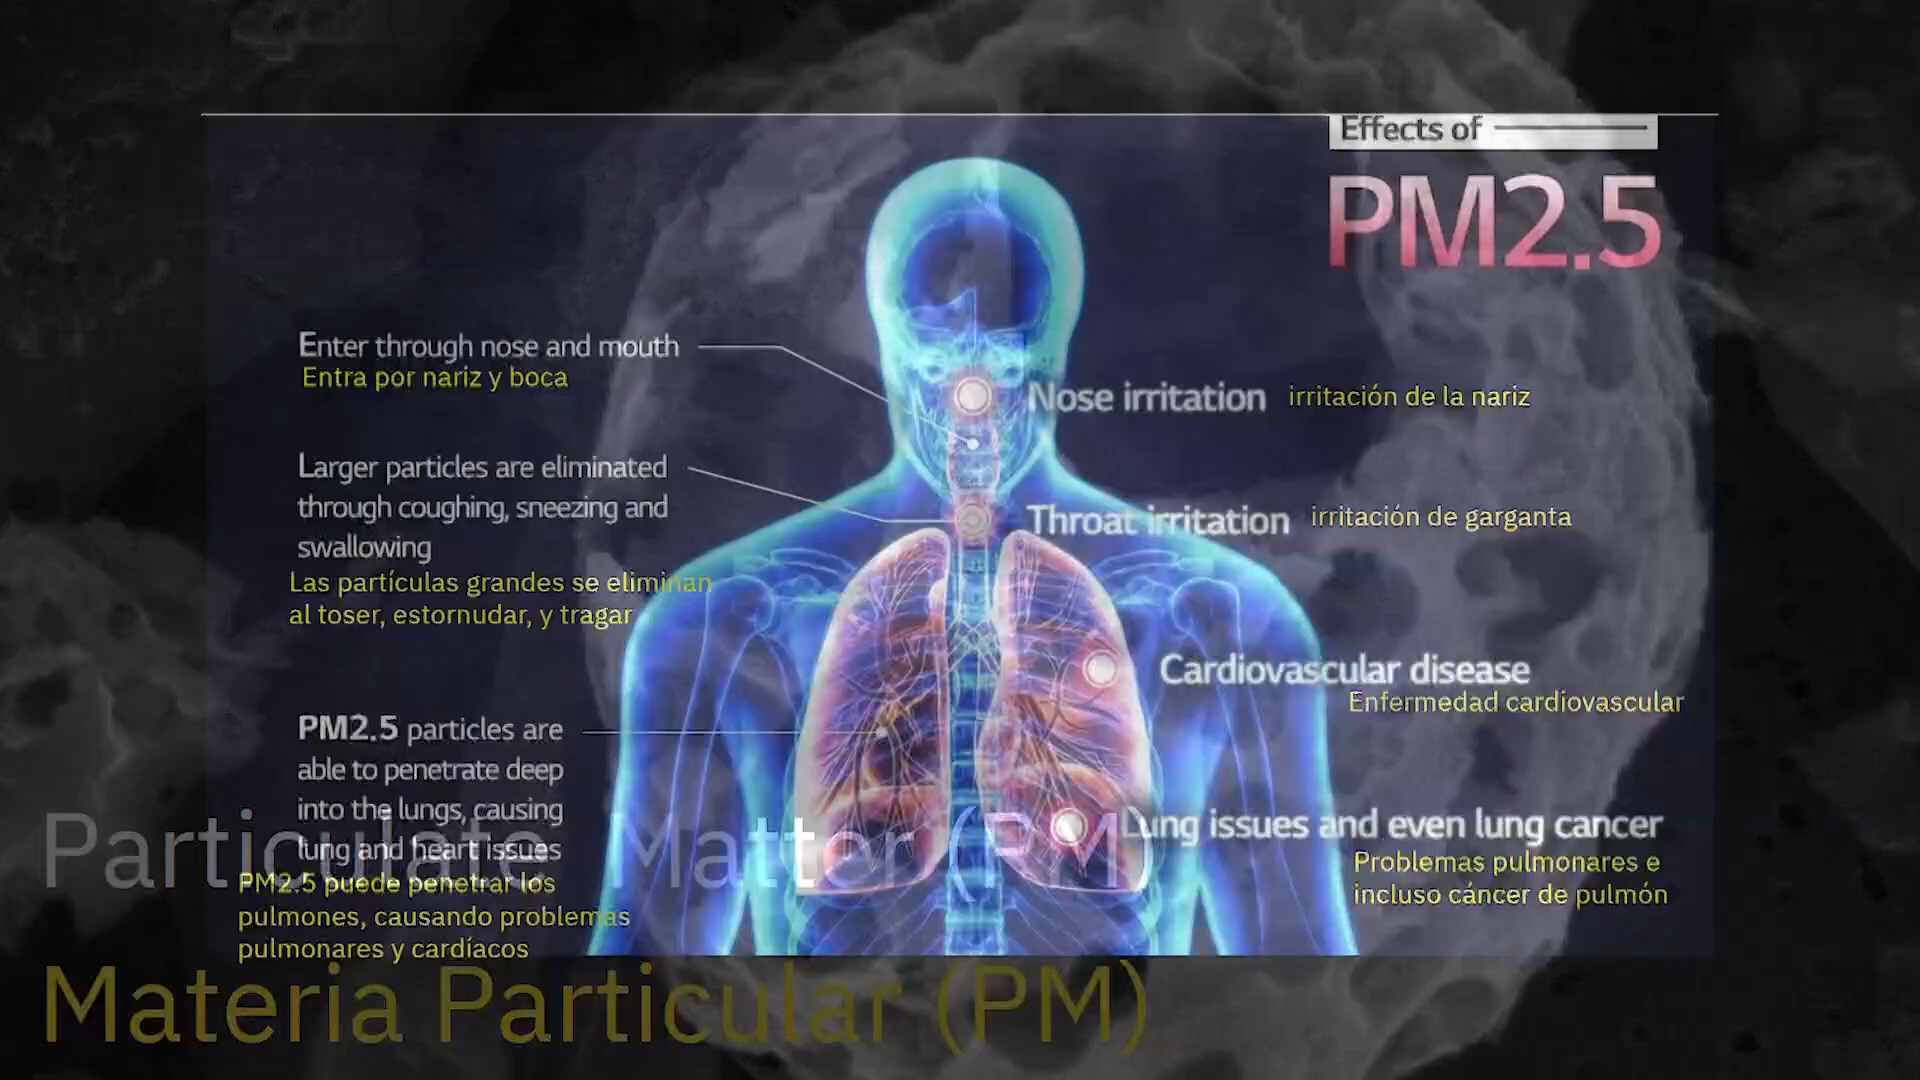 Effects of
PM2.5
Enter through nose and mouth
Entra por nariz y boca
Nose irritation
irritación de la nariz
Larger particles are eliminated
through coughing, sneezing and
swallowing
Las partículas grandes se eliminan
al toser, estornudar, y tragar
Throat irritation
irritación de garganta
Cardiovascular disease
Enfermedad cardiovascular
PM2.5 particles are
able to penetrate deep
into the lungs, causing
lung and heart issues
PM2.5 puede penetrar los
pulmones, causando problemas
pulmonares y cardíacos
Lung issues and even lung cancer
Problemas pulmonares e
incluso cáncer de pulmón
Particulate Matter (PM)
Materia Particular (PM)